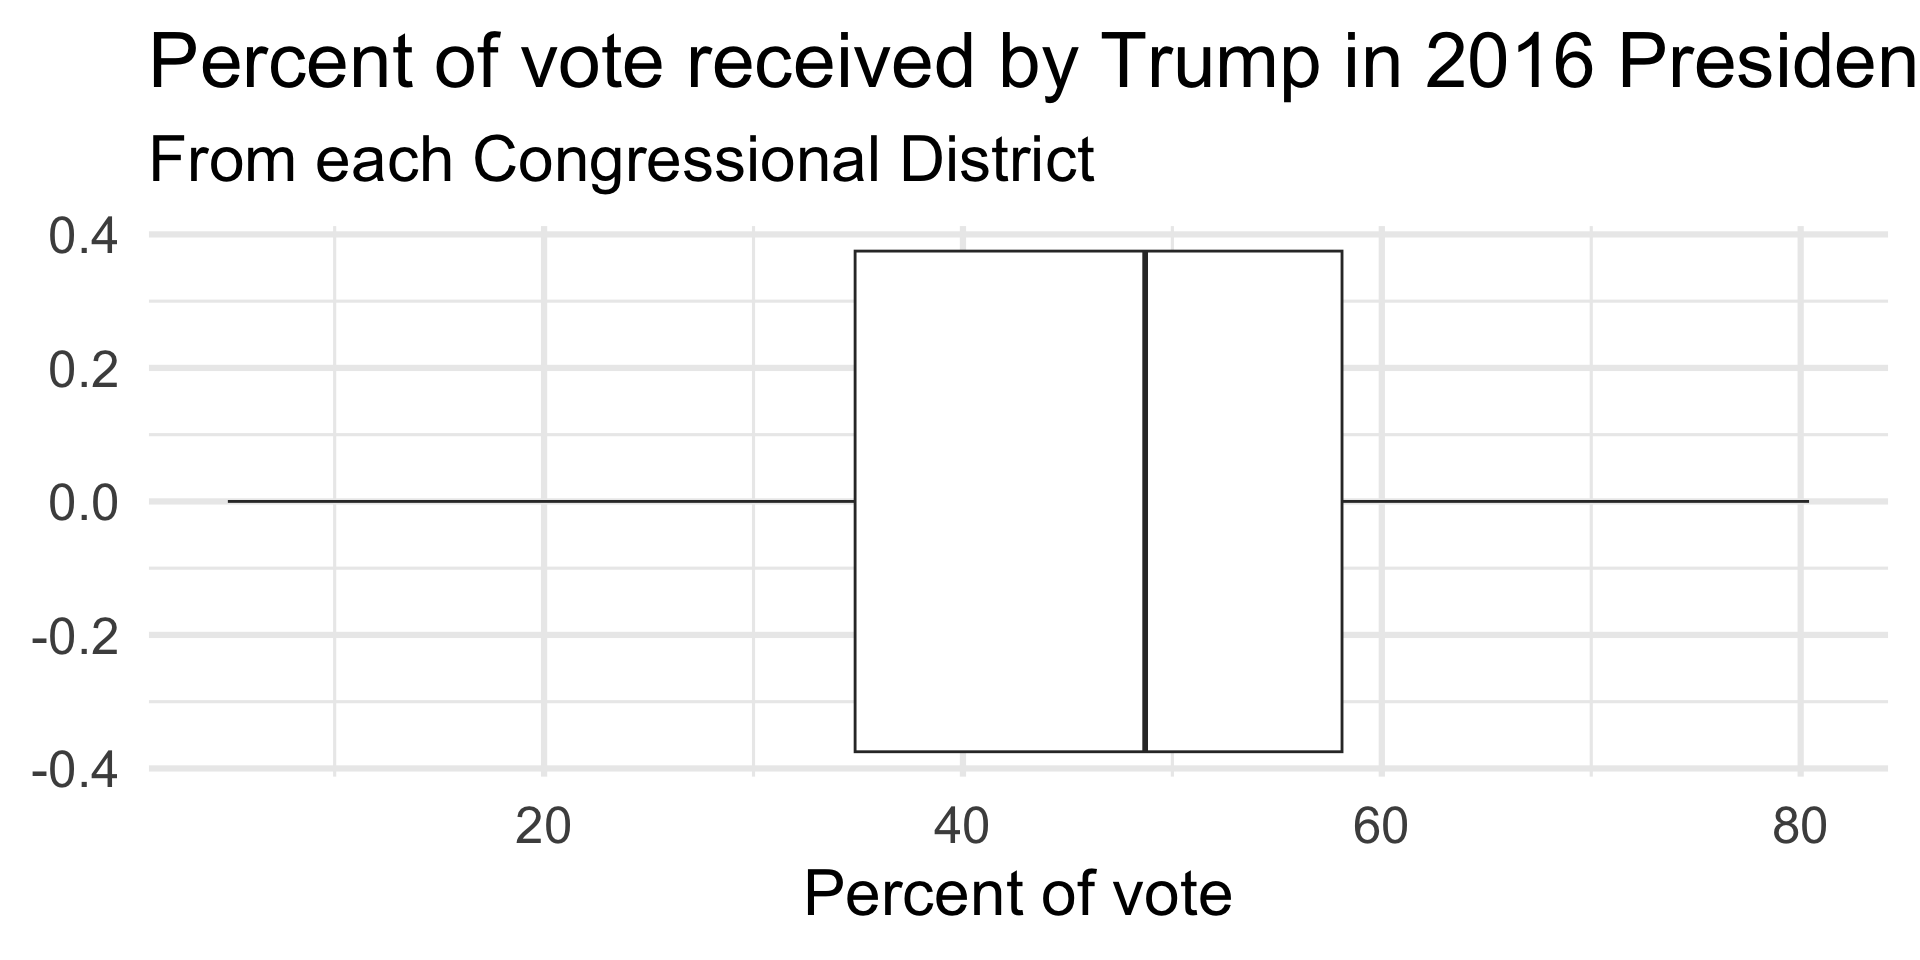 Percent of vote received by Trump in 2016 Presiden
From each Congressional District
0.4
0.2
0.0
-0.2
-0.4
20 40 60 80
Percent of vote